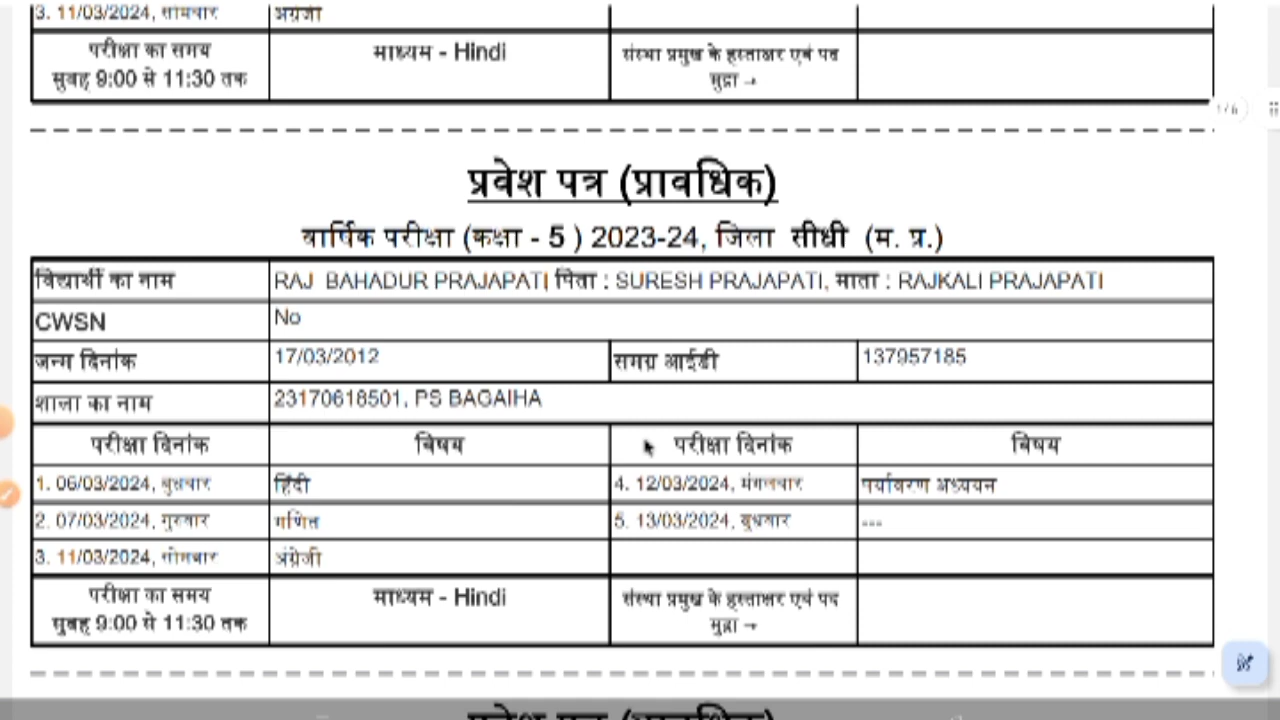 3. 11/03/2024, सोमवार अंग्रेजी
परीक्षा का समय माध्यम - Hindi संस्था प्रमुख के हस्ताक्षर एवं पद
सुबह 9:00 से 11:30 तक मुद्रा →
1 / 6
प्रवेश पत्र (प्रावधिक)
वार्षिक परीक्षा (कक्षा - 5 ) 2023-24, जिला सीधी (म. प्र.)
विद्यार्थी का नाम RAJ BAHADUR PRAJAPATI पिता : SURESH PRAJAPATI, माता : RAJKALI PRAJAPATI
CWSN No
जन्म दिनांक 17/03/2012 समग्र आईडी 137957185
शाला का नाम 23170618501, PS BAGAIHA
परीक्षा दिनांक विषय परीक्षा दिनांक विषय
1. 06/03/2024, बुधवार हिंदी 4. 12/03/2024, मंगलवार पर्यावरण अध्ययन
2. 07/03/2024, गुरुवार गणित 5. 13/03/2024, बुधवार ---
3. 11/03/2024, सोमवार अंग्रेजी
परीक्षा का समय माध्यम - Hindi संस्था प्रमुख के हस्ताक्षर एवं पद
सुबह 9:00 से 11:30 तक मुद्रा →
प्रवेश पत्र (प्रावधिक)